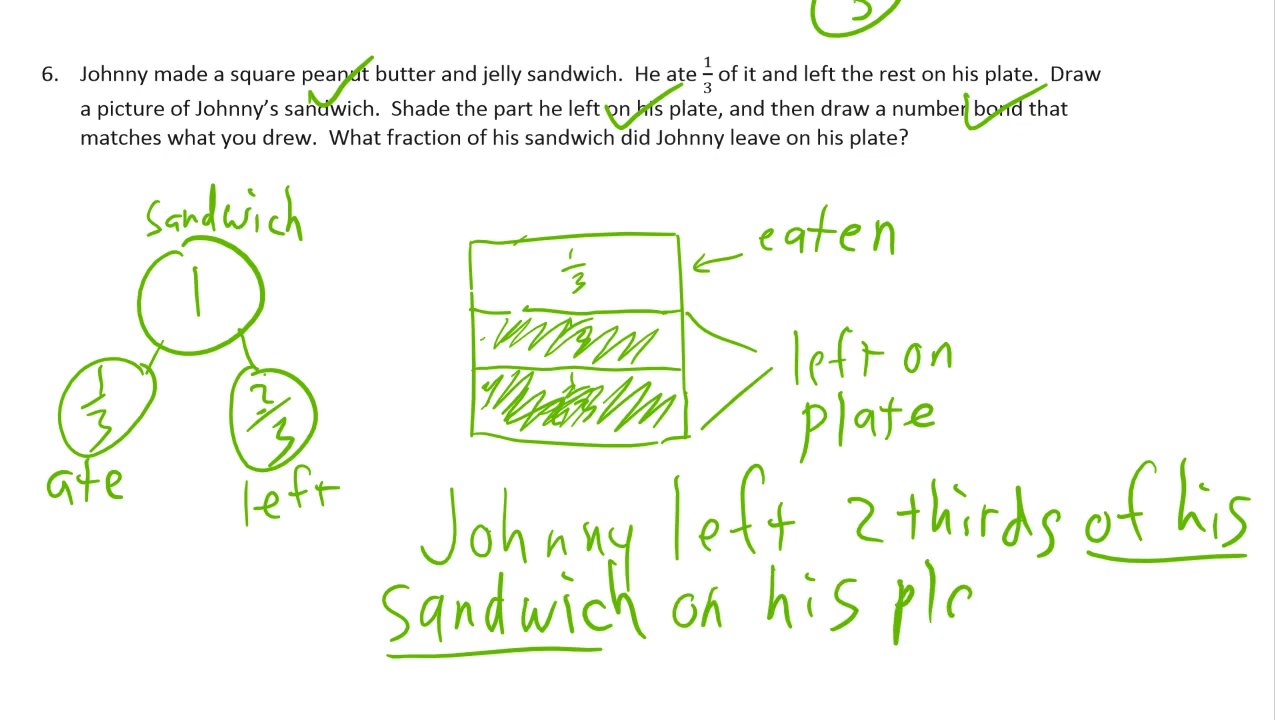 6. Johnny made a square peanut butter and jelly sandwich. He ate 1/3 of it and left the rest on his plate. Draw
a picture of Johnny's sandwich. Shade the part he left on his plate, and then draw a number bond that
matches what you drew. What fraction of his sandwich did Johnny leave on his plate?
sandwich
1
1/3
2/3
ate
left
1/3
eaten
left on
plate
Johnny left 2 thirds of his
sandwich on his pla